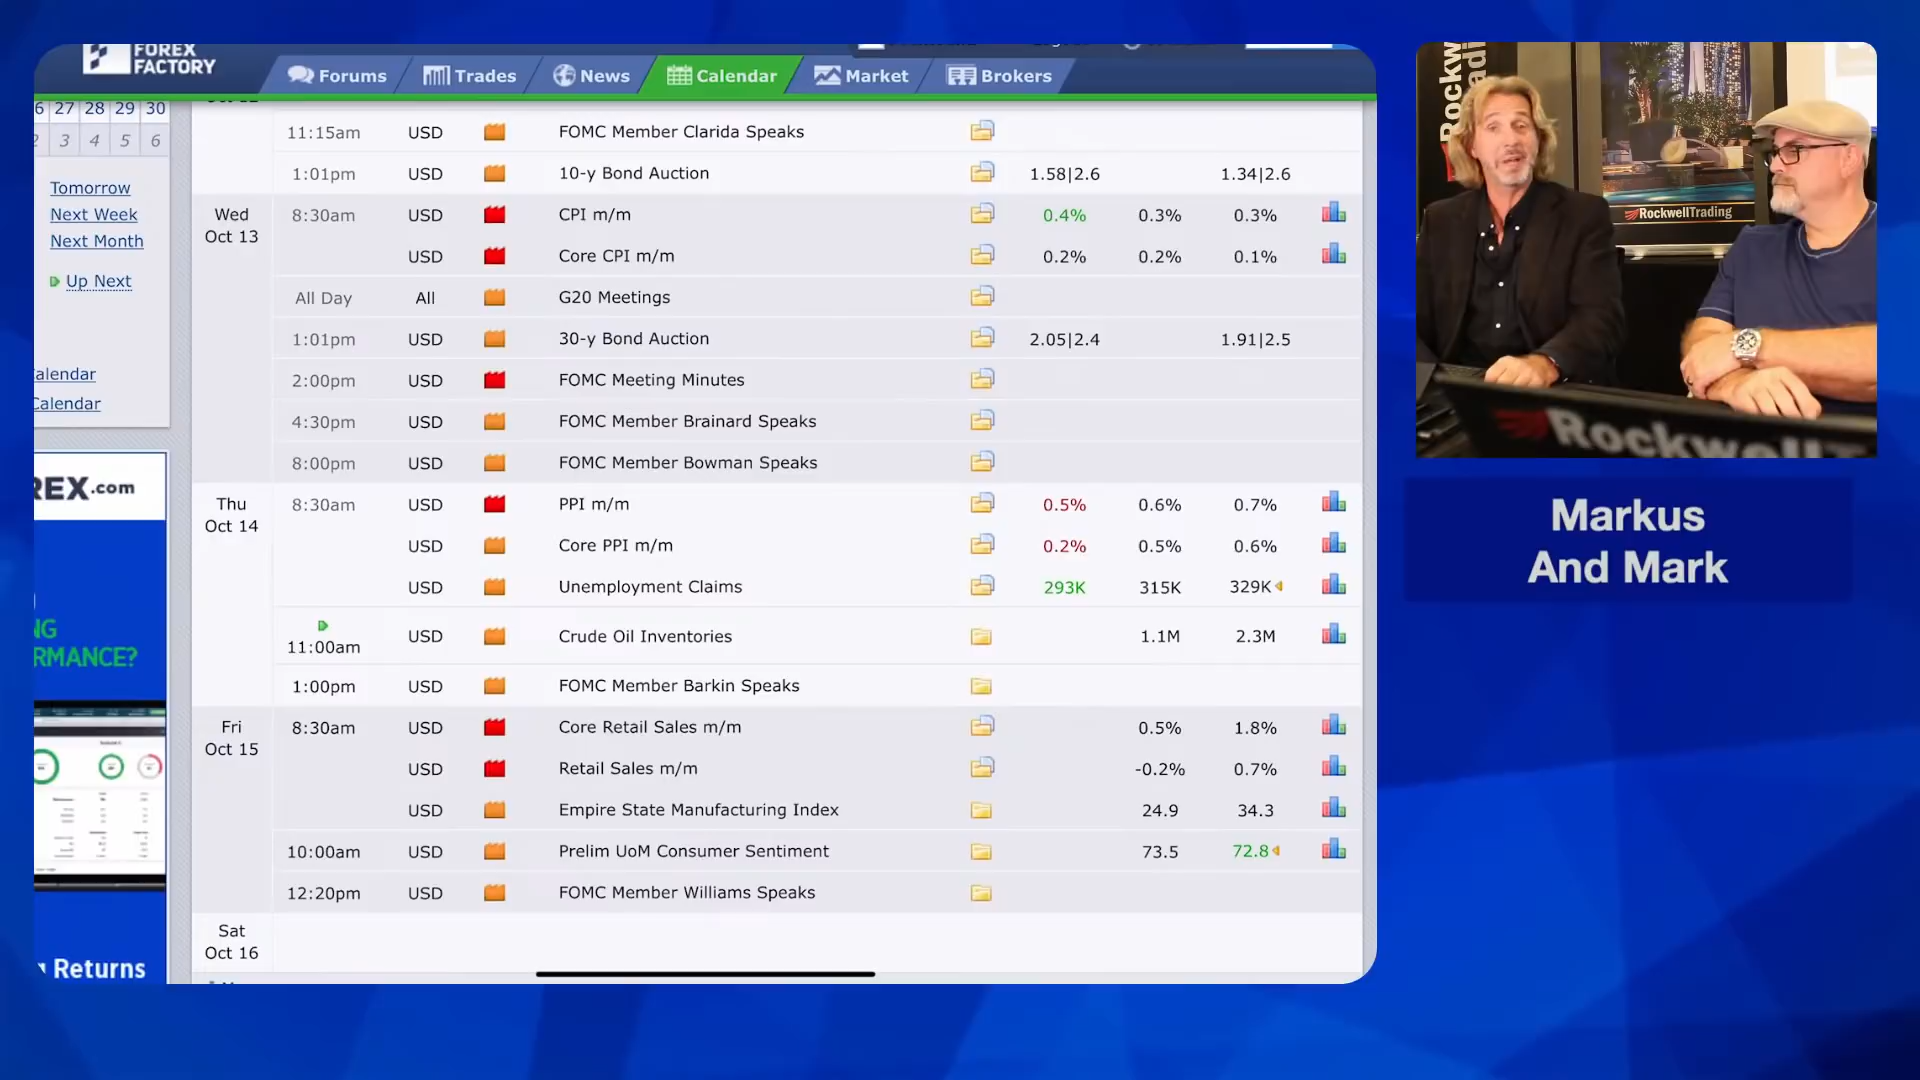 FOREX
FACTORY
Forums
Trades
News
Calendar
Market
Brokers
6 27 28 29 30
2 3 4 5 6
Tomorrow
Next Week
Next Month
Up Next
alendar
Calendar
REX.com
NG
RMANCE?
Returns
11:15am USD FOMC Member Clarida Speaks
1:01pm USD 10-y Bond Auction 1.58|2.6 1.34|2.6
Wed
Oct 13
8:30am USD CPI m/m 0.4% 0.3% 0.3%
USD Core CPI m/m 0.2% 0.2% 0.1%
All Day All G20 Meetings
1:01pm USD 30-y Bond Auction 2.05|2.4 1.91|2.5
2:00pm USD FOMC Meeting Minutes
4:30pm USD FOMC Member Brainard Speaks
8:00pm USD FOMC Member Bowman Speaks
Thu
Oct 14
8:30am USD PPI m/m 0.5% 0.6% 0.7%
USD Core PPI m/m 0.2% 0.5% 0.6%
USD Unemployment Claims 293K 315K 329K
11:00am USD Crude Oil Inventories 1.1M 2.3M
1:00pm USD FOMC Member Barkin Speaks
Fri
Oct 15
8:30am USD Core Retail Sales m/m 0.5% 1.8%
USD Retail Sales m/m -0.2% 0.7%
USD Empire State Manufacturing Index 24.9 34.3
10:00am USD Prelim UoM Consumer Sentiment 73.5 72.8
12:20pm USD FOMC Member Williams Speaks
Sat
Oct 16
Rockw
RockwellTrading
RockwellT
Markus
And Mark